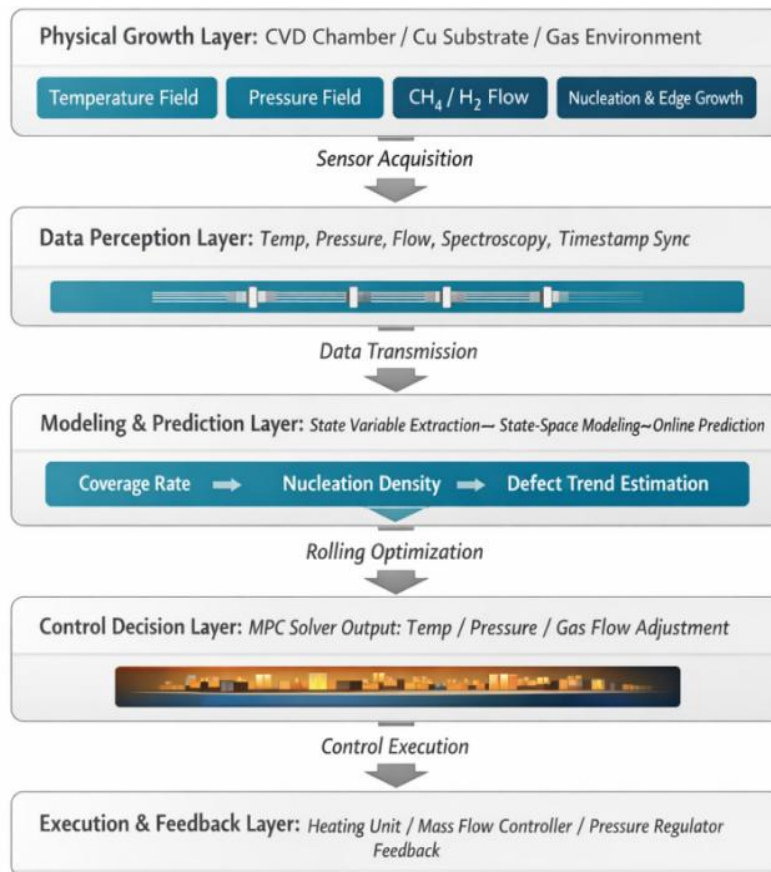 Physical Growth Layer: CVD Chamber / Cu Substrate / Gas Environment
Temperature Field
Pressure Field
CH₄ / H₂ Flow
Nucleation & Edge Growth
Sensor Acquisition
Data Perception Layer: Temp, Pressure, Flow, Spectroscopy, Timestamp Sync
Data Transmission
Modeling & Prediction Layer: State Variable Extraction— State-Space Modeling~Online Prediction
Coverage Rate → Nucleation Density → Defect Trend Estimation
Rolling Optimization
Control Decision Layer: MPC Solver Output: Temp / Pressure / Gas Flow Adjustment
Control Execution
Execution & Feedback Layer: Heating Unit / Mass Flow Controller / Pressure Regulator
Feedback